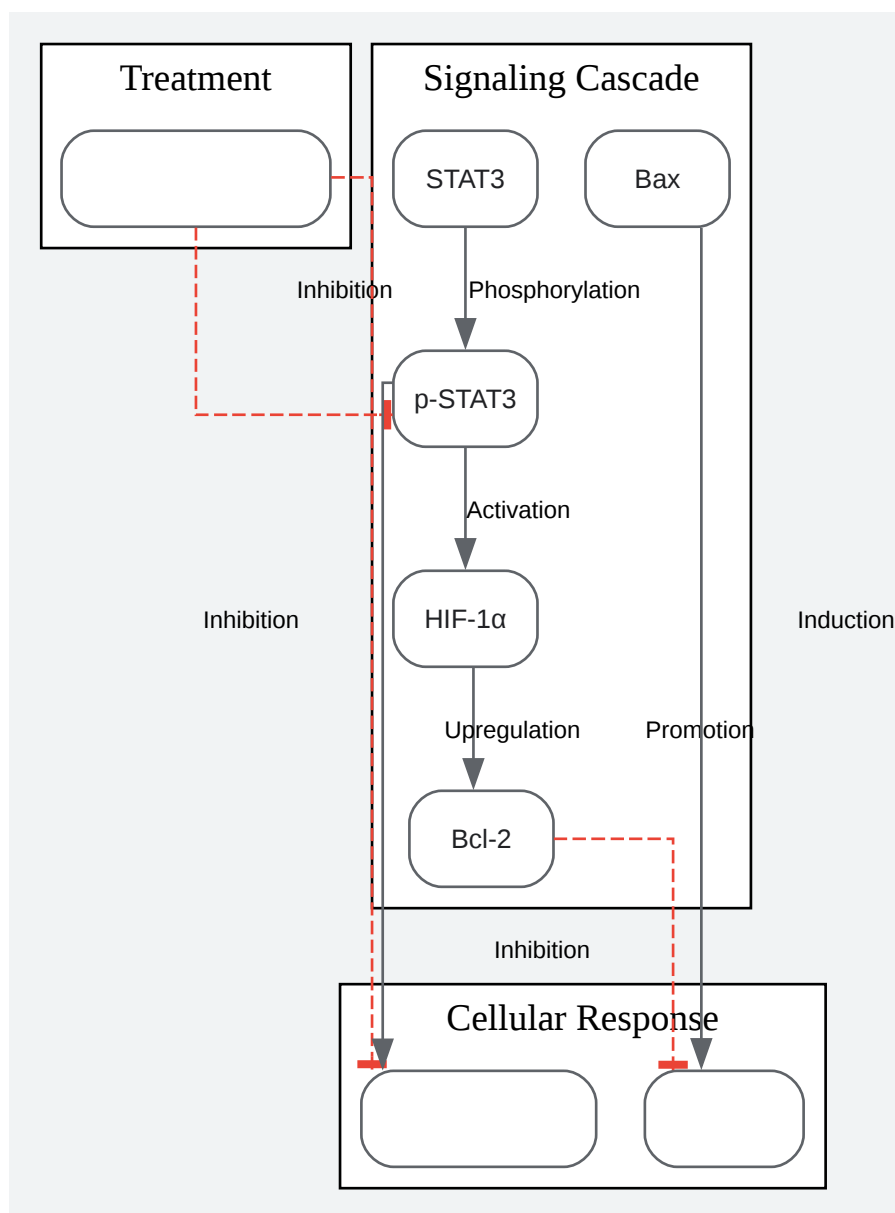 Treatment
Signaling Cascade
STAT3
Bax
Inhibition
Phosphorylation
p-STAT3
Activation
HIF-1α
Inhibition
Induction
Upregulation
Promotion
Bcl-2
Inhibition
Cellular Response